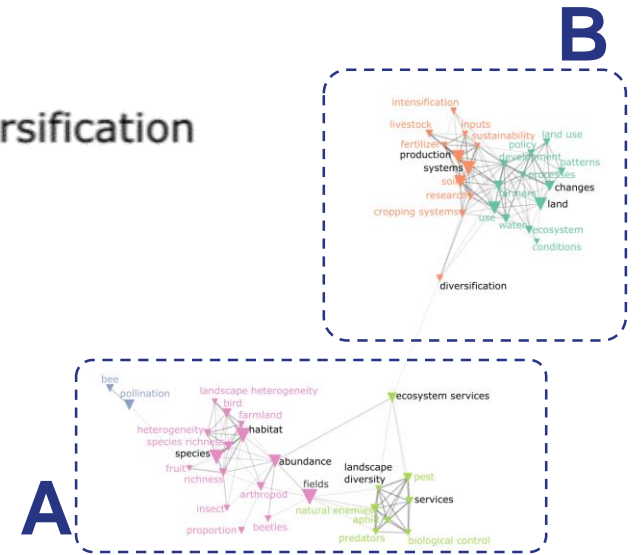 B
rsification
intensification
livestock
inputs
sustainability
land use
fertilizer
policy
production
development
patterns
systems
processes
soil
changes
research
farmers
land
cropping systems
use
water
ecosystem
conditions
diversification
bee
pollination
landscape heterogeneity
bird
farmland
ecosystem services
heterogeneity
habitat
species richness
species
abundance
landscape
diversity
fruit
richness
fields
pest
arthropod
services
insect
natural enemies
aphid
proportion
beetles
predators
biological control
A